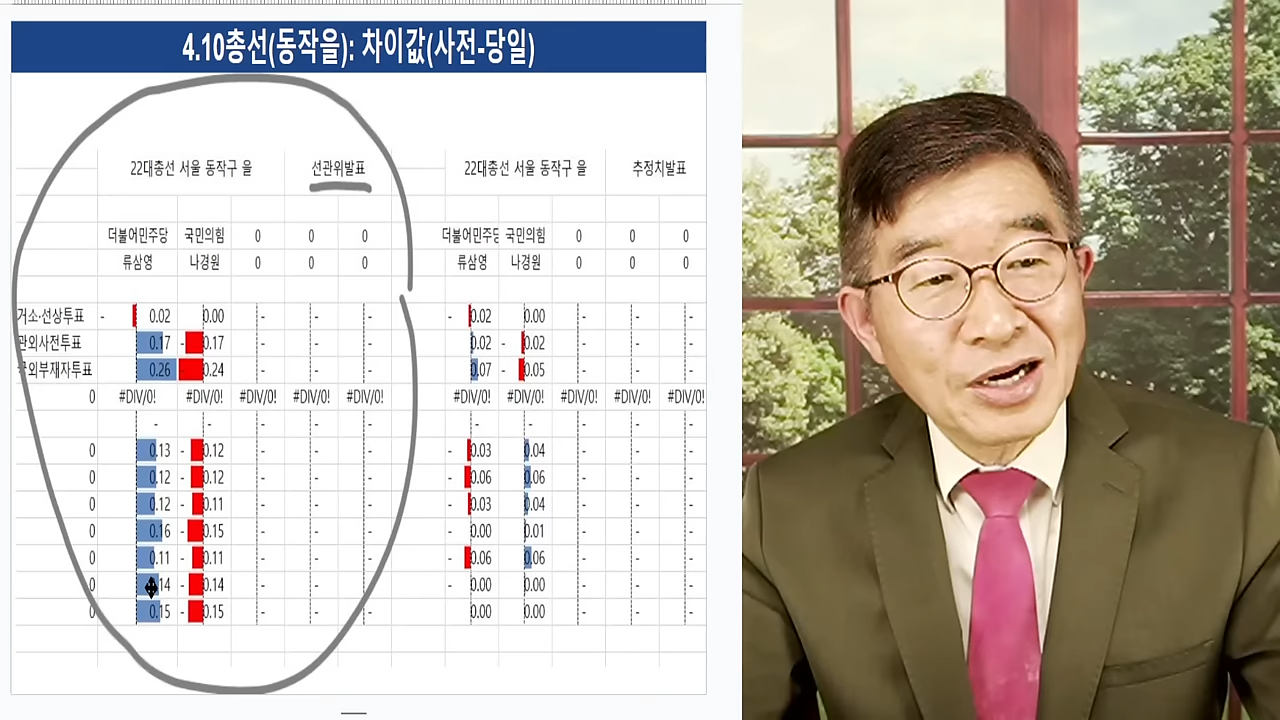 4.10총선(동작을): 차이값(사전-당일)
22대총선 서울 동작구 을 선관위발표 22대총선 서울 동작구 을 추정치발표
더불어민주당 국민의힘 0 0 0 더불어민주당 국민의힘 0 0 0
류삼영 나경원 0 0 0 류삼영 나경원 0 0 0
거소·선상투표 - 0.02 0.00 - - - - 0.02 0.00 - - -
관외사전투표 0.17 - 0.17 - - - 0.02 - 0.02 - - -
국외부재자투표 0.26 - 0.24 - - - 0.07 - 0.05 - - -
0 #DIV/0! #DIV/0! #DIV/0! #DIV/0! #DIV/0! #DIV/0! #DIV/0! #DIV/0! #DIV/0! #DIV/0!
- - - - - - - - - -
0 0.13 - 0.12 - - - - 0.03 0.04 - - -
0 0.12 - 0.12 - - - - 0.06 0.06 - - -
0 0.12 - 0.11 - - - - 0.03 0.04 - - -
0 0.16 - 0.15 - - - - 0.00 0.01 - - -
0 0.11 - 0.11 - - - - 0.06 0.06 - - -
0 14 - 0.14 - - - - 0.00 0.00 - - -
0 0.15 - 0.15 - - - - 0.00 0.00 - - -